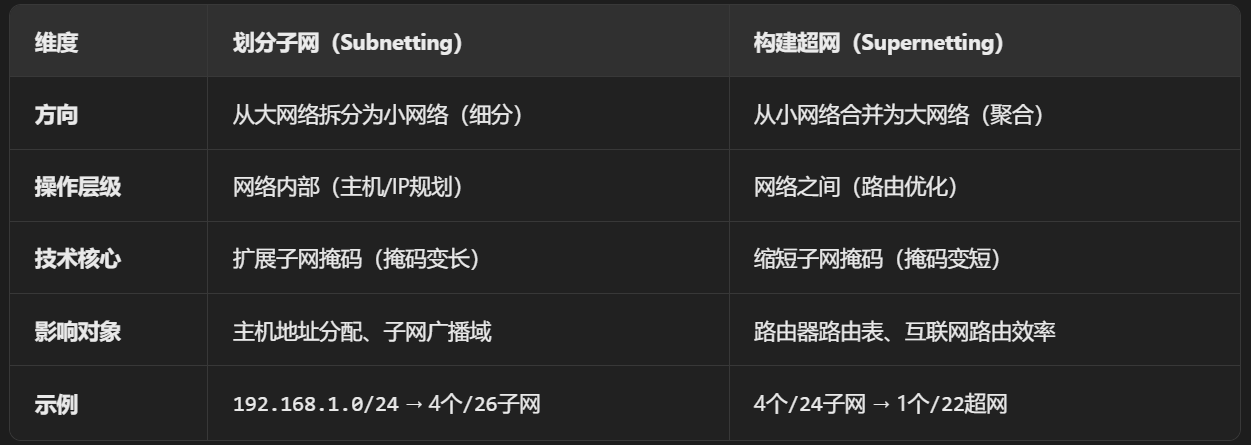 维度 划分子网（Subnetting） 构建超网（Supernetting）
方向 从大网络拆分为小网络（细分） 从小网络合并为大网络（聚合）
操作层级 网络内部（主机/IP规划） 网络之间（路由优化）
技术核心 扩展子网掩码（掩码变长） 缩短子网掩码（掩码变短）
影响对象 主机地址分配、子网广播域 路由器路由表、互联网路由效率
示例 192.168.1.0/24 → 4个/26子网 4个/24子网 → 1个/22超网